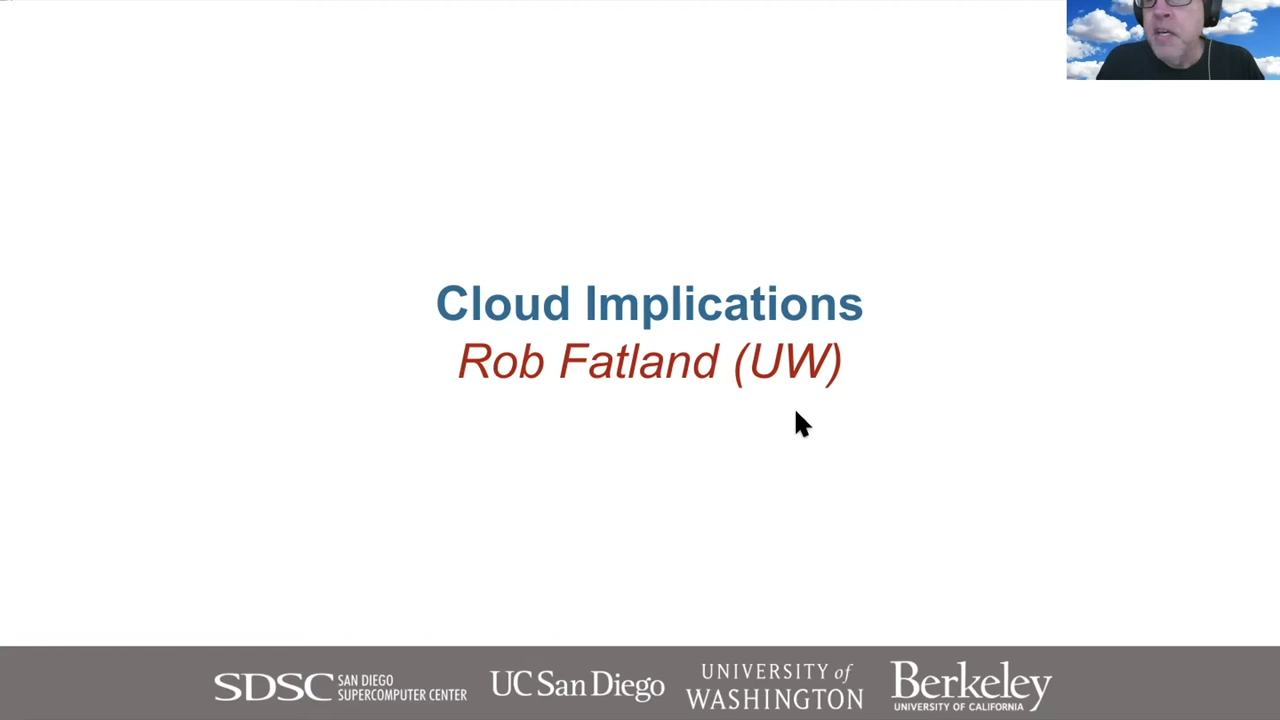 Cloud Implications
Rob Fatland (UW)
SDSC SAN DIEGO SUPERCOMPUTER CENTER
UC San Diego
UNIVERSITY of WASHINGTON
Berkeley
UNIVERSITY OF CALIFORNIA